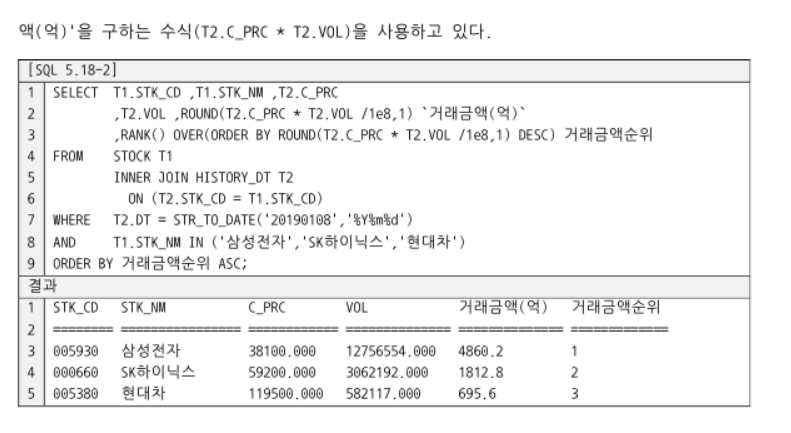 액(억)'을 구하는 수식(T2.C_PRC * T2.VOL)을 사용하고 있다.
[SQL 5.18-2]
1 SELECT T1.STK_CD ,T1.STK_NM ,T2.C_PRC
2 ,T2.VOL ,ROUND(T2.C_PRC * T2.VOL /1e8,1) `거래금액(억)`
3 ,RANK() OVER(ORDER BY ROUND(T2.C_PRC * T2.VOL /1e8,1) DESC) 거래금액순위
4 FROM STOCK T1
5 INNER JOIN HISTORY_DT T2
6 ON (T2.STK_CD = T1.STK_CD)
7 WHERE T2.DT = STR_TO_DATE('20190108','%Y%m%d')
8 AND T1.STK_NM IN ('삼성전자','SK하이닉스','현대차')
9 ORDER BY 거래금액순위 ASC;
결과
1 STK_CD STK_NM C_PRC VOL 거래금액(억) 거래금액순위
2 ======== ================ ============ ============== ============== =============
3 005930 삼성전자 38100.000 12756554.000 4860.2 1
4 000660 SK하이닉스 59200.000 3062192.000 1812.8 2
5 005380 현대차 119500.000 582117.000 695.6 3